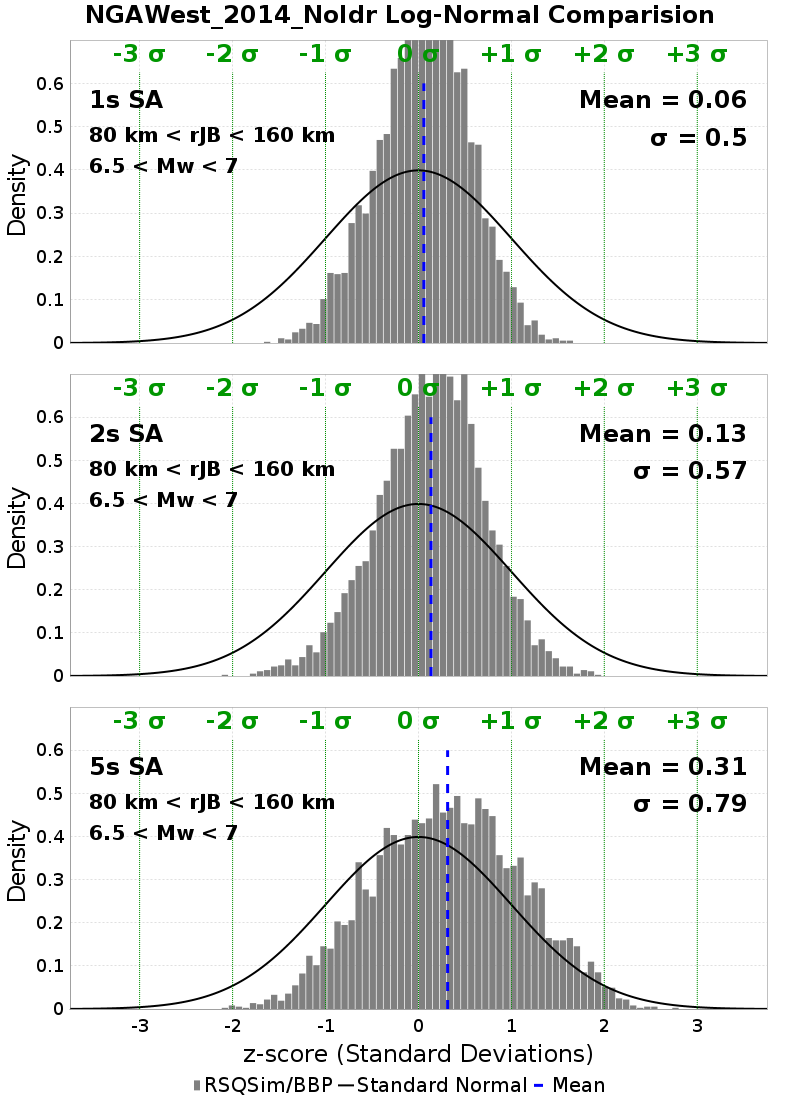 NGAWest_2014_NoIdr Log-Normal Comparision
-3 σ -2 σ -1 σ 0 σ +1 σ +2 σ +3 σ
0.6
1s SA Mean = 0.06
0.5
80 km < rJB < 160 km σ = 0.5
6.5 < Mw < 7
0.4
Density
0.3
0.2
0.1
0
-3 σ -2 σ -1 σ 0 σ +1 σ +2 σ +3 σ
0.6
2s SA Mean = 0.13
0.5
80 km < rJB < 160 km σ = 0.57
6.5 < Mw < 7
0.4
Density
0.3
0.2
0.1
0
-3 σ -2 σ -1 σ 0 σ +1 σ +2 σ +3 σ
0.6
5s SA Mean = 0.31
0.5
80 km < rJB < 160 km σ = 0.79
6.5 < Mw < 7
0.4
Density
0.3
0.2
0.1
0
-3 -2 -1 0 1 2 3
z-score (Standard Deviations)
RSQSim/BBP Standard Normal Mean